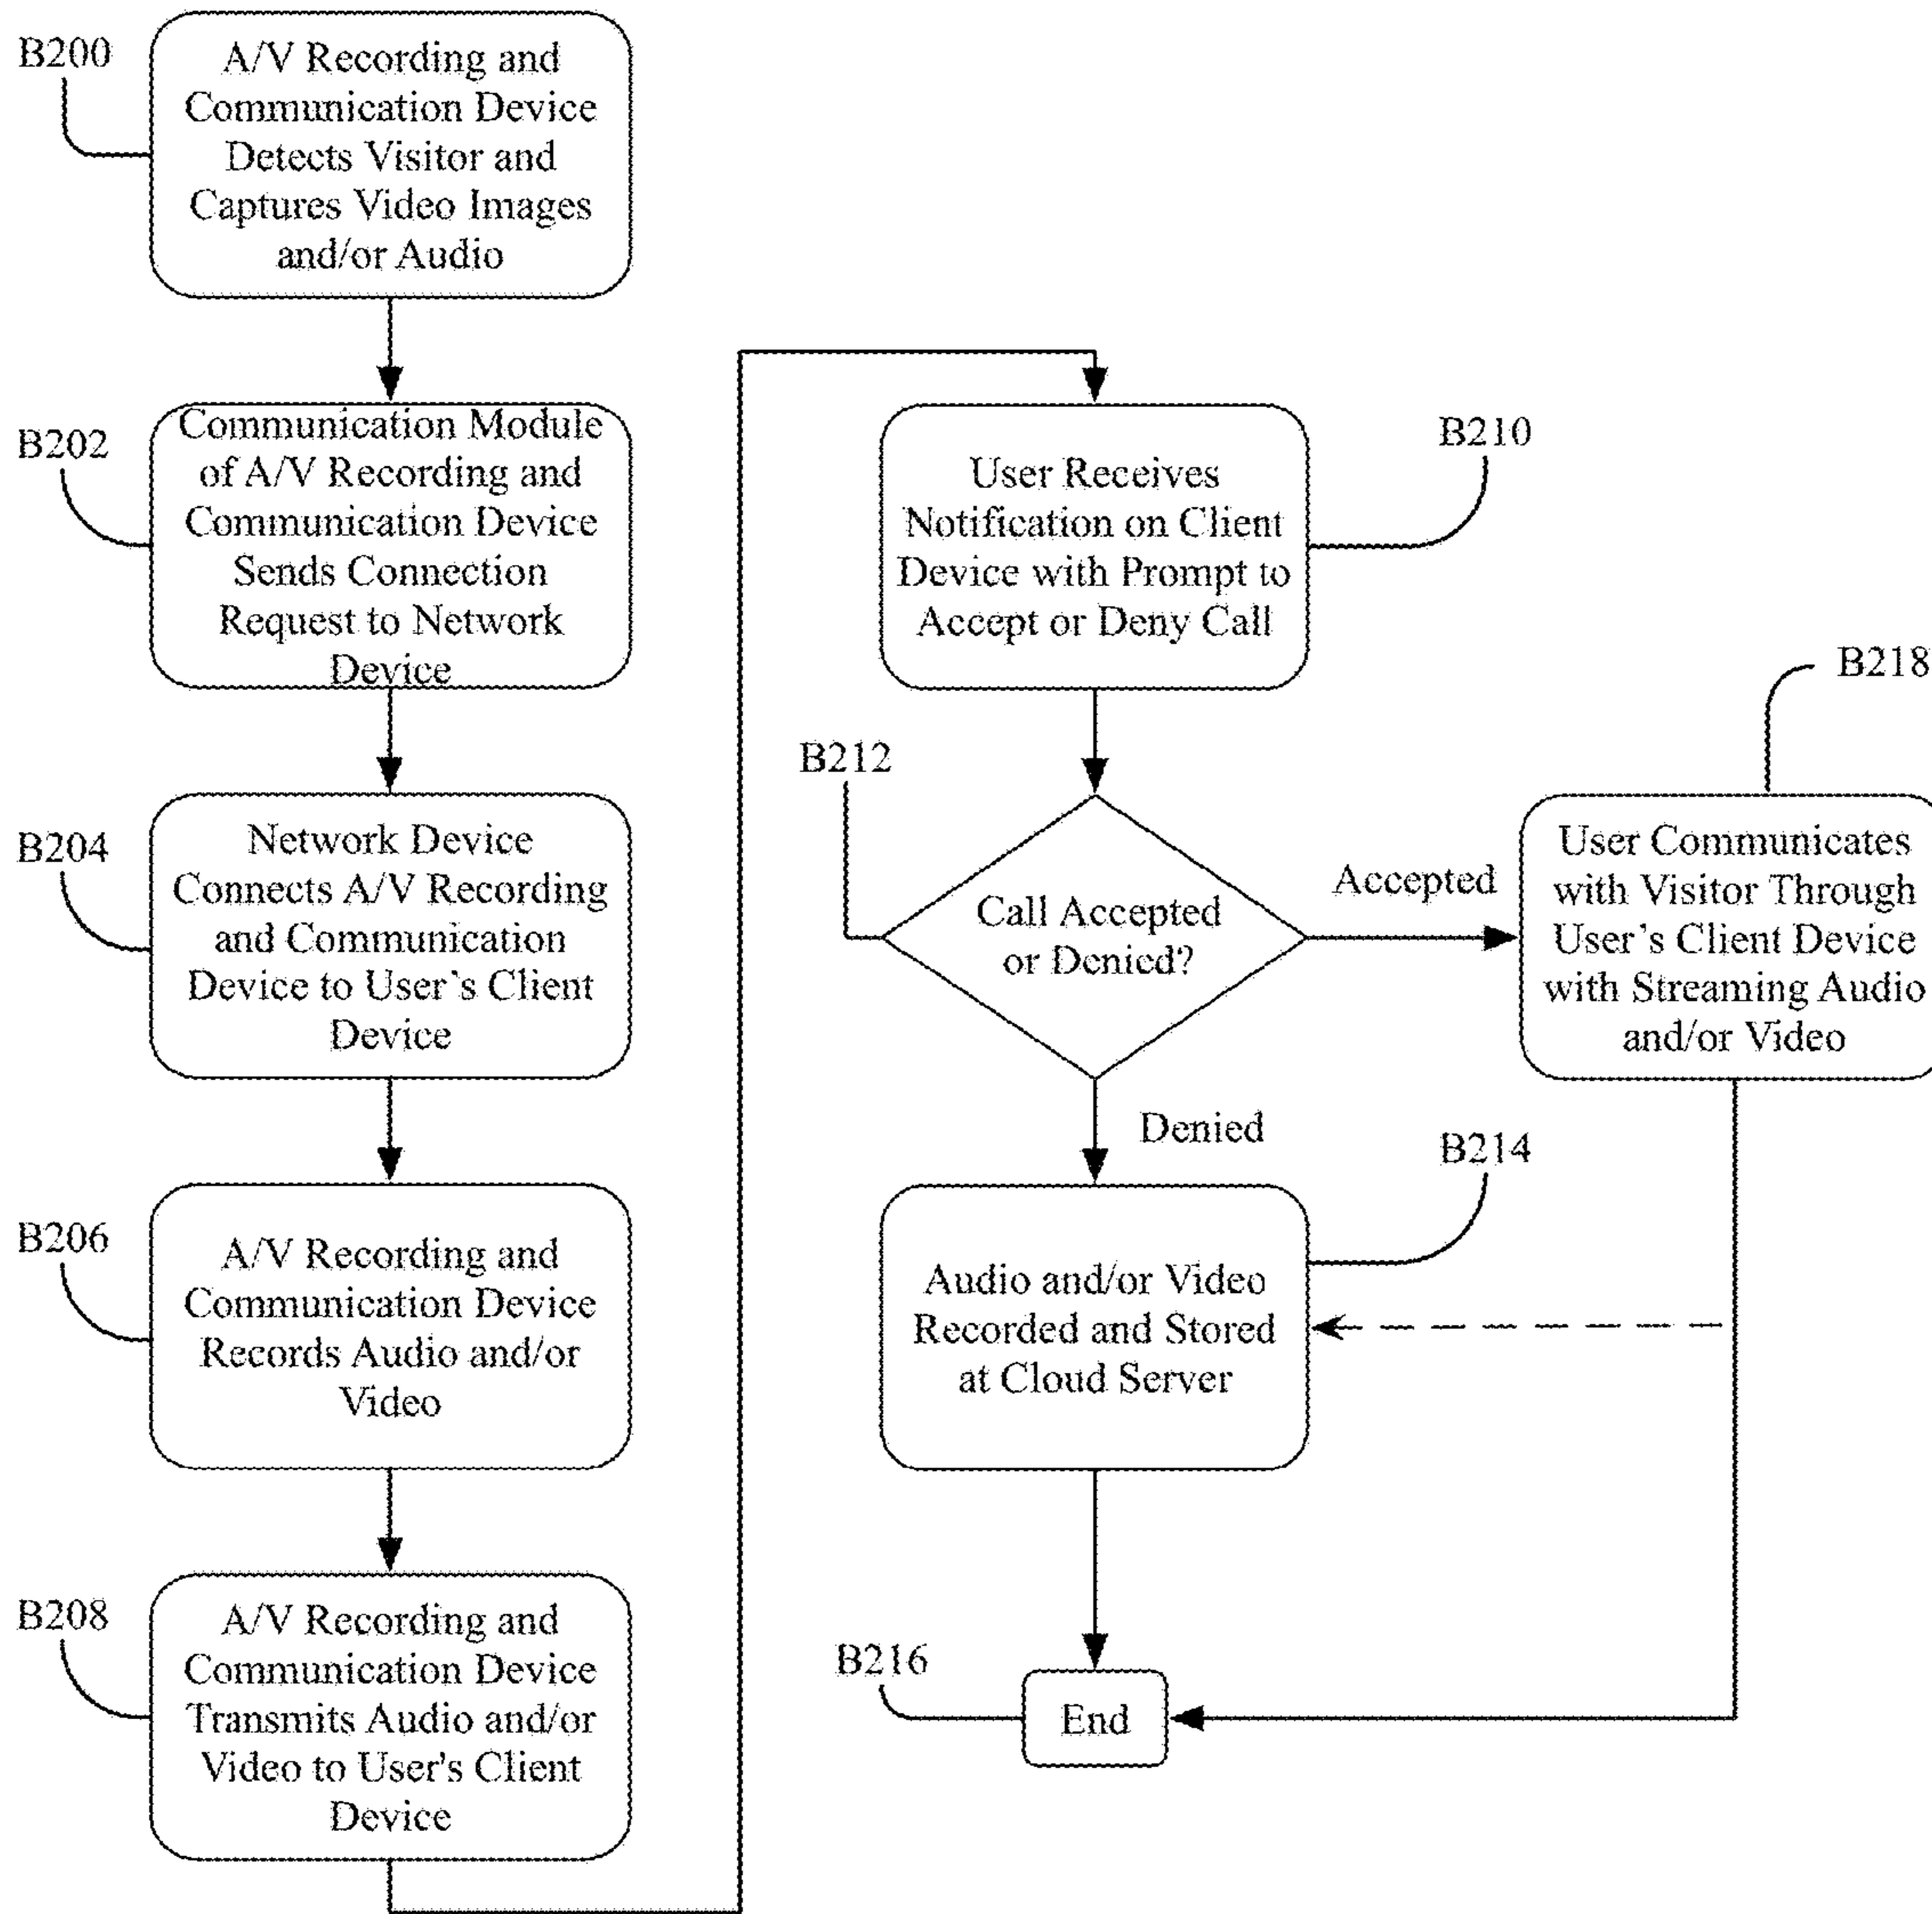 B200
A/V Recording and
Communication Device
Detects Visitor and
Captures Video Images
and/or Audio
B202
Communication Module
of A/V Recording and
Communication Device
Sends Connection
Request to Network
Device
B204
Network Device
Connects A/V Recording
and Communication
Device to User’s Client
Device
B206
A/V Recording and
Communication Device
Records Audio and/or
Video
B208
A/V Recording and
Communication Device
Transmits Audio and/or
Video to User's Client
Device
B210
User Receives
Notification on Client
Device with Prompt to
Accept or Deny Call
B212
Call Accepted
or Denied?
Accepted
B218
User Communicates
with Visitor Through
User’s Client Device
with Streaming Audio
and/or Video
Denied
B214
Audio and/or Video
Recorded and Stored
at Cloud Server
B216
End